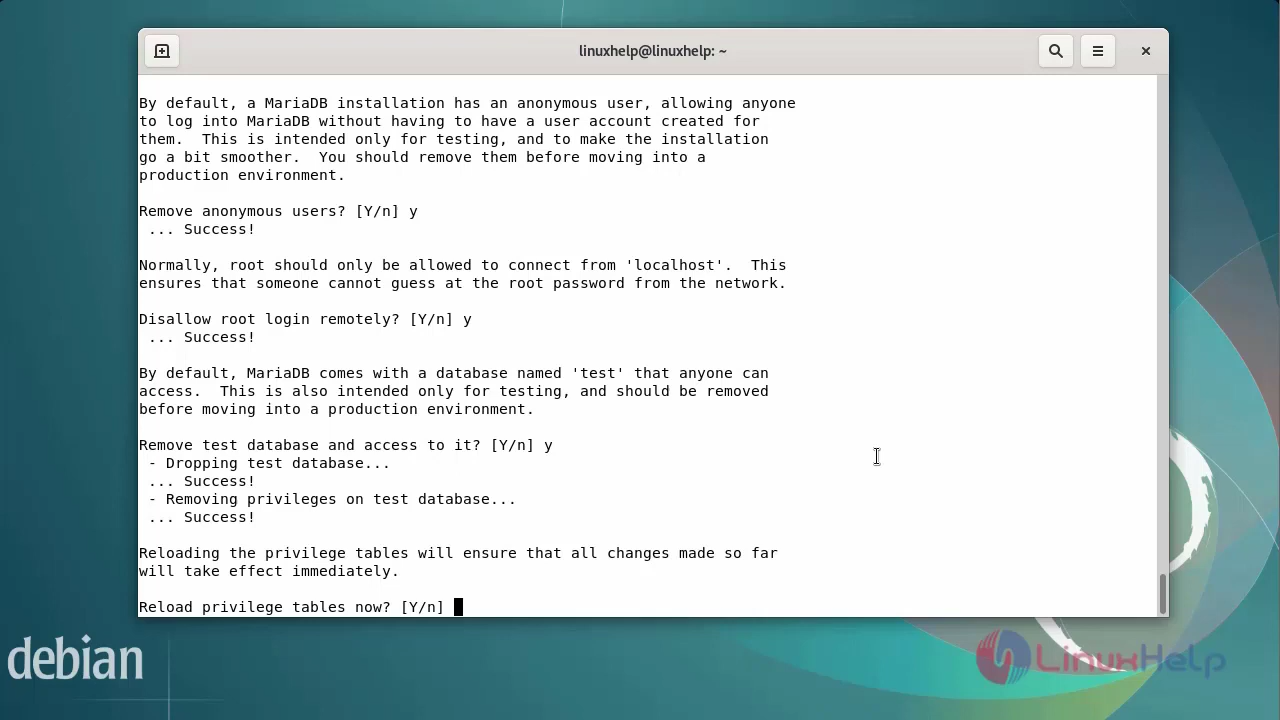 linuxhelp@linuxhelp: ~
By default, a MariaDB installation has an anonymous user, allowing anyone
to log into MariaDB without having to have a user account created for
them.  This is intended only for testing, and to make the installation
go a bit smoother.  You should remove them before moving into a
production environment.
Remove anonymous users? [Y/n] y
 ... Success!
Normally, root should only be allowed to connect from 'localhost'.  This
ensures that someone cannot guess at the root password from the network.
Disallow root login remotely? [Y/n] y
 ... Success!
By default, MariaDB comes with a database named 'test' that anyone can
access.  This is also intended only for testing, and should be removed
before moving into a production environment.
Remove test database and access to it? [Y/n] y
 - Dropping test database...
 ... Success!
 - Removing privileges on test database...
 ... Success!
Reloading the privilege tables will ensure that all changes made so far
will take effect immediately.
Reload privilege tables now? [Y/n]
debian
LinuxHelp